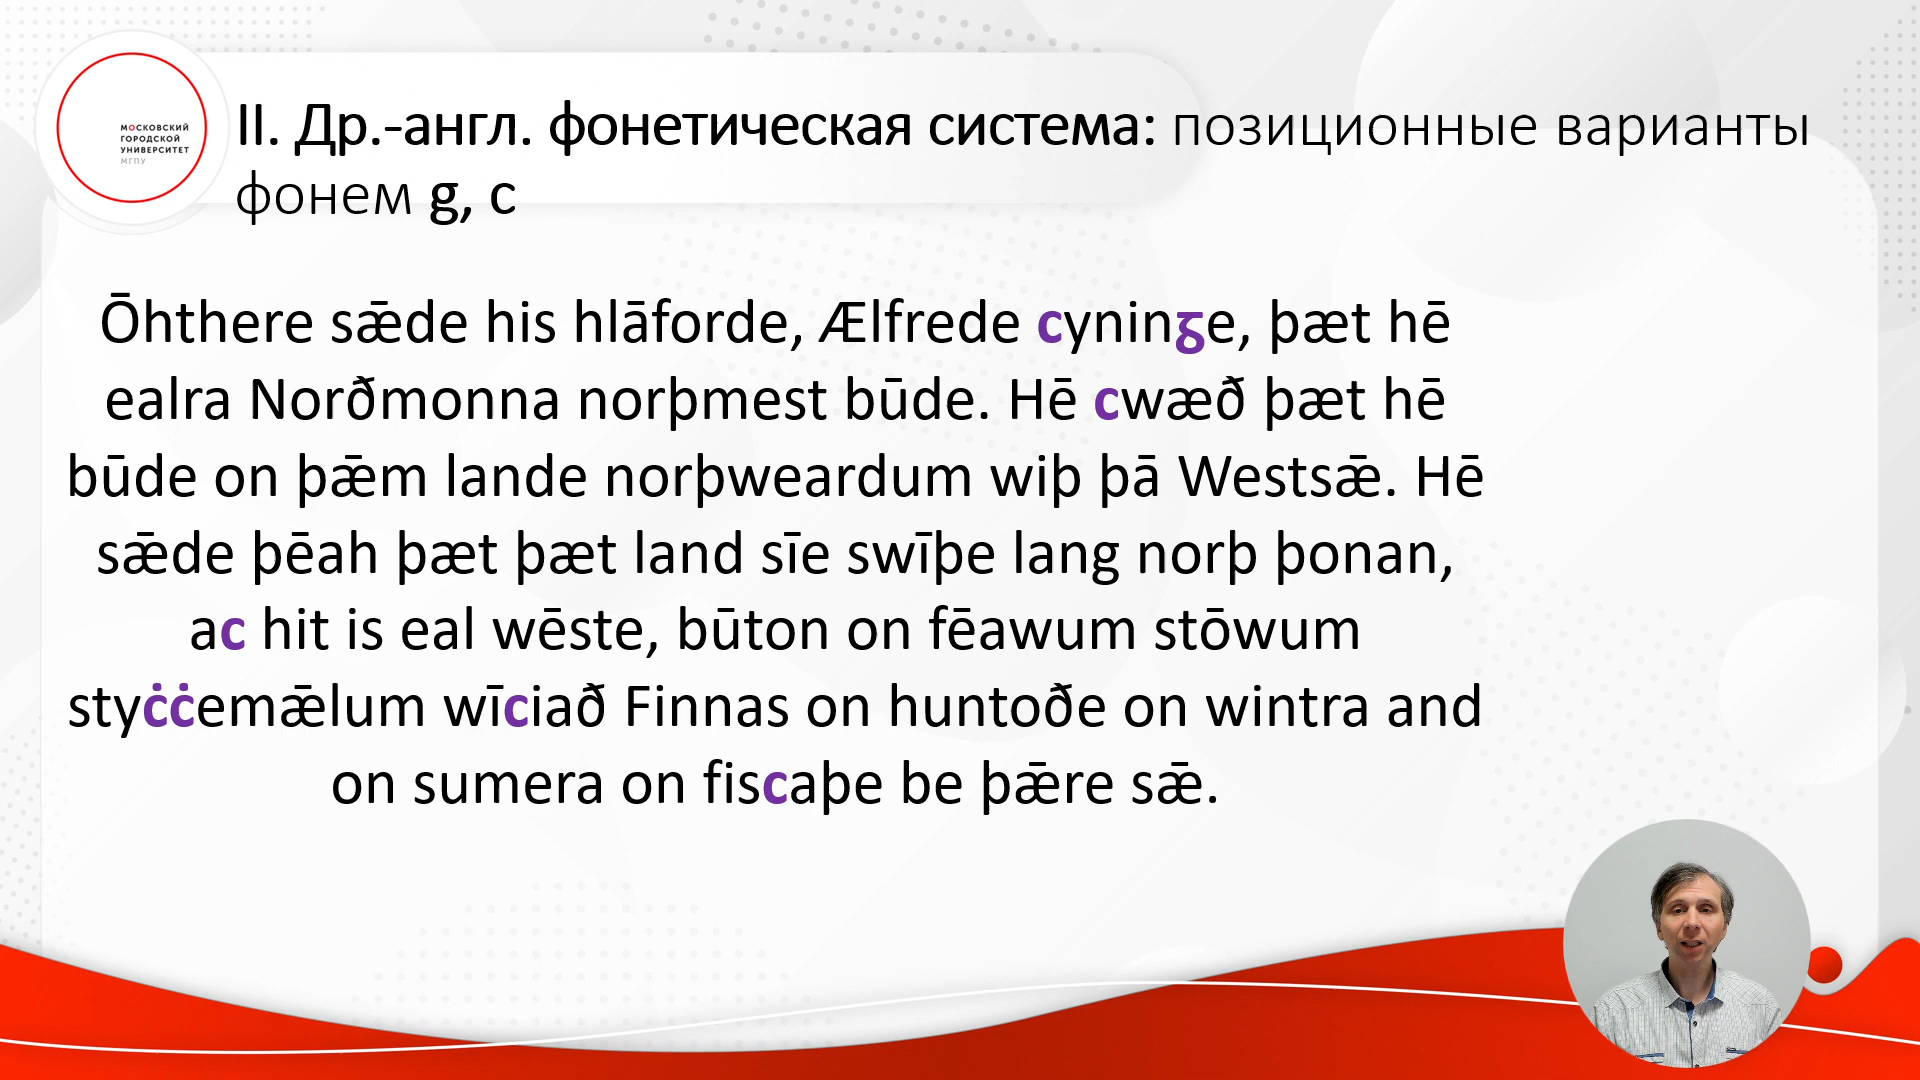 МОСКОВСКИЙ
ГОРОДСКОЙ
УНИВЕРСИТЕТ
МГПУ
II. Др.-англ. фонетическая система: позиционные варианты
фонем g, c
Ōhthere sǣde his hlāforde, Ælfrede cyninᵹe, þæt hē
ealra Norðmonna norþmest būde. Hē cwæð þæt hē
būde on þǣm lande norþweardum wiþ þā Westsǣ. Hē
sǣde þēah þæt þæt land sīe swīþe lang norþ þonan,
ac hit is eal wēste, būton on fēawum stōwum
styċċemǣlum wīciað Finnas on huntoðe on wintra and
on sumera on fiscaþe be þǣre sǣ.